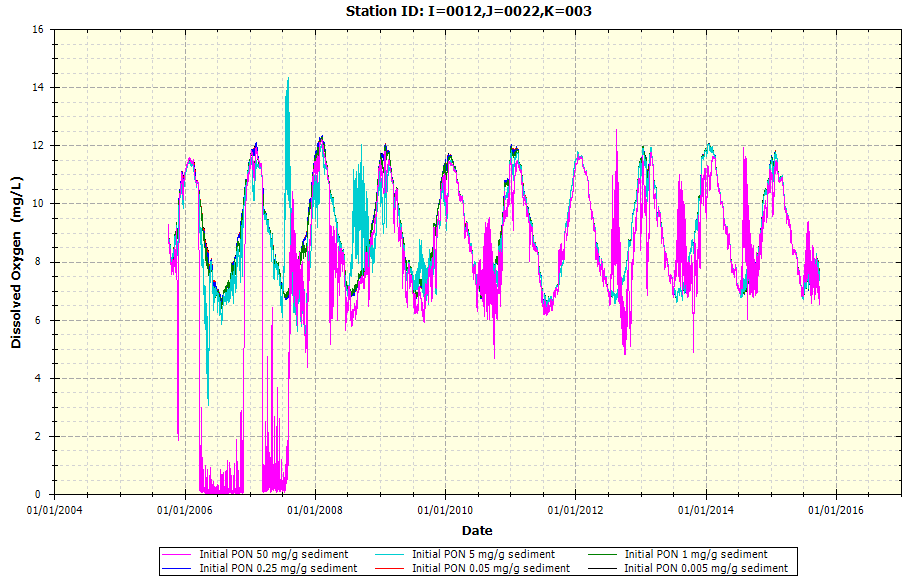 Station ID: I=0012,J=0022,K=003
16
14
12
10
8
6
4
2
0
Dissolved Oxygen (mg/L)
01/01/2004 01/01/2006 01/01/2008 01/01/2010 01/01/2012 01/01/2014 01/01/2016
Date
Initial PON 50 mg/g sediment Initial PON 5 mg/g sediment Initial PON 1 mg/g sediment
Initial PON 0.25 mg/g sediment Initial PON 0.05 mg/g sediment Initial PON 0.005 mg/g sediment